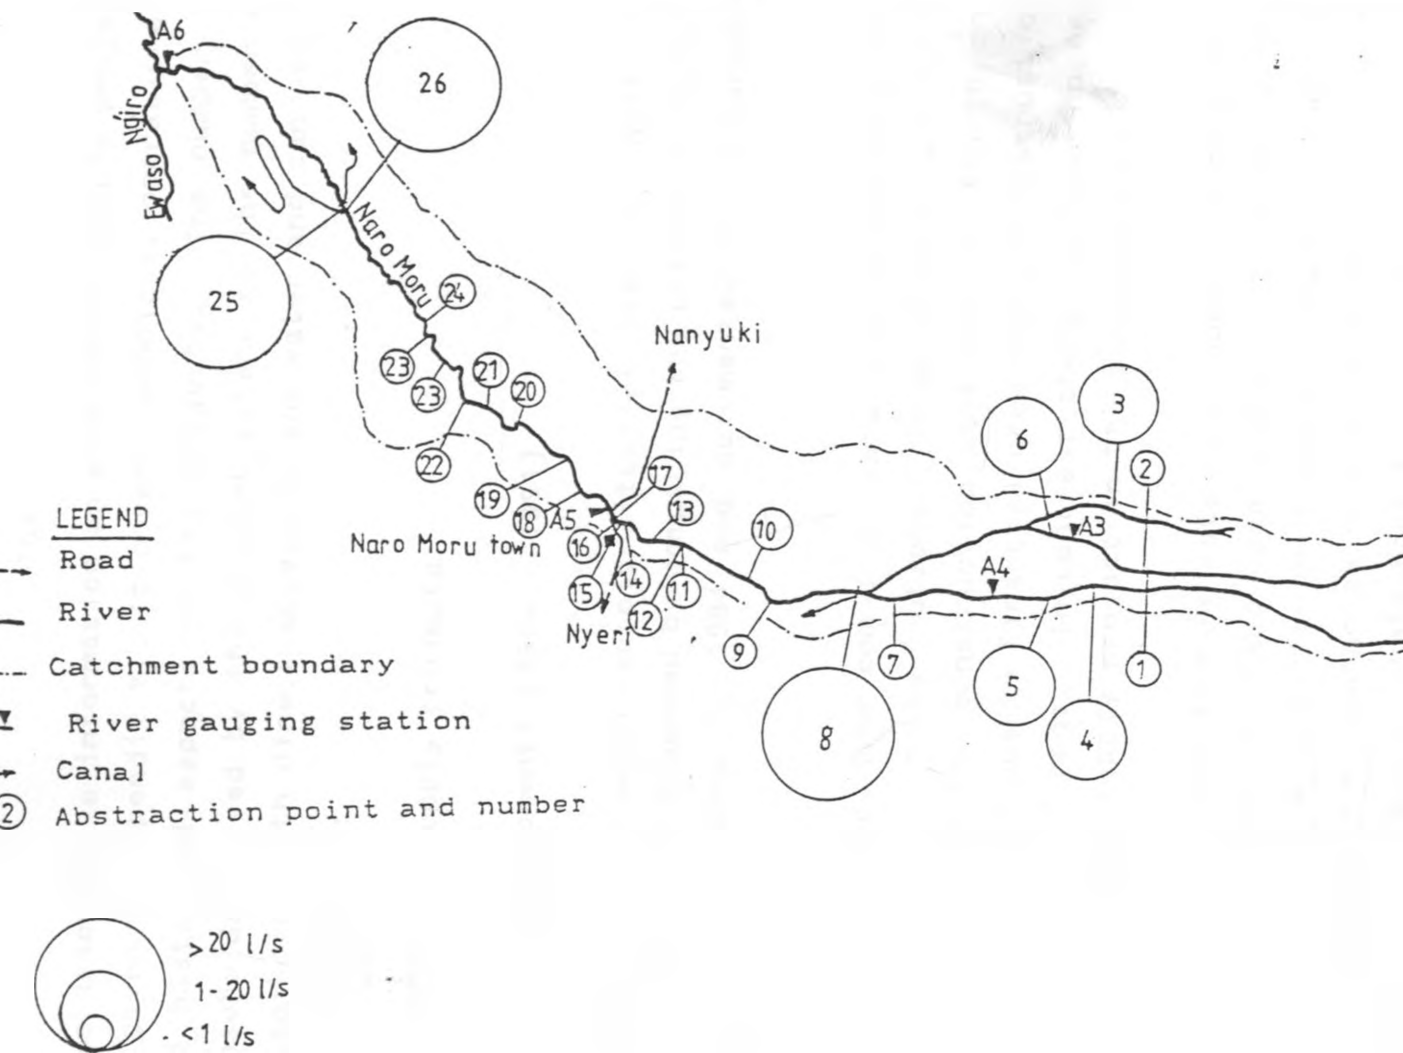 A6
26
Ewaso Ngiro
25
Naro Moru
24
Nanyuki
23
23
21
20
3
6
22
2
17
19
13
18
A5
10
A3
Naro Moru town
16
A4
14
15
11
12
Nyeri
9
7
1
5
8
4
LEGEND
Road
River
Catchment boundary
River gauging station
Canal
2
Abstraction point and number
>20 l/s
1-20 l/s
<1 l/s